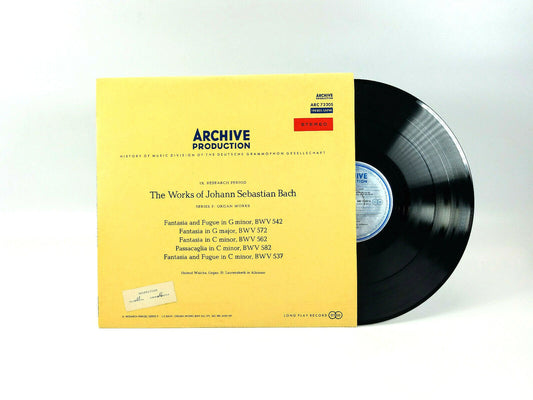 ARCHIVE
PRODUCTION
ARC 73205
STEREO
ARCHIVE
PRODUCTION
HISTORY OF MUSIC DIVISION OF THE DEUTSCHE GRAMMOPHON GESELLSCHAFT
IX. RESEARCH PERIOD
The Works of Johann Sebastian Bach
SERIES F: ORGAN WORKS
Fantasia and Fugue in G minor, BWV 542
Fantasia in G major, BWV 572
Fantasia in C minor, BWV 562
Passacaglia in C minor, BWV 582
Fantasia and Fugue in C minor, BWV 537
Helmut Walcha, Organ, St. Laurenskerk in Alkmaar
LONG PLAY RECORD
ARCHIVE
PRODUCTION